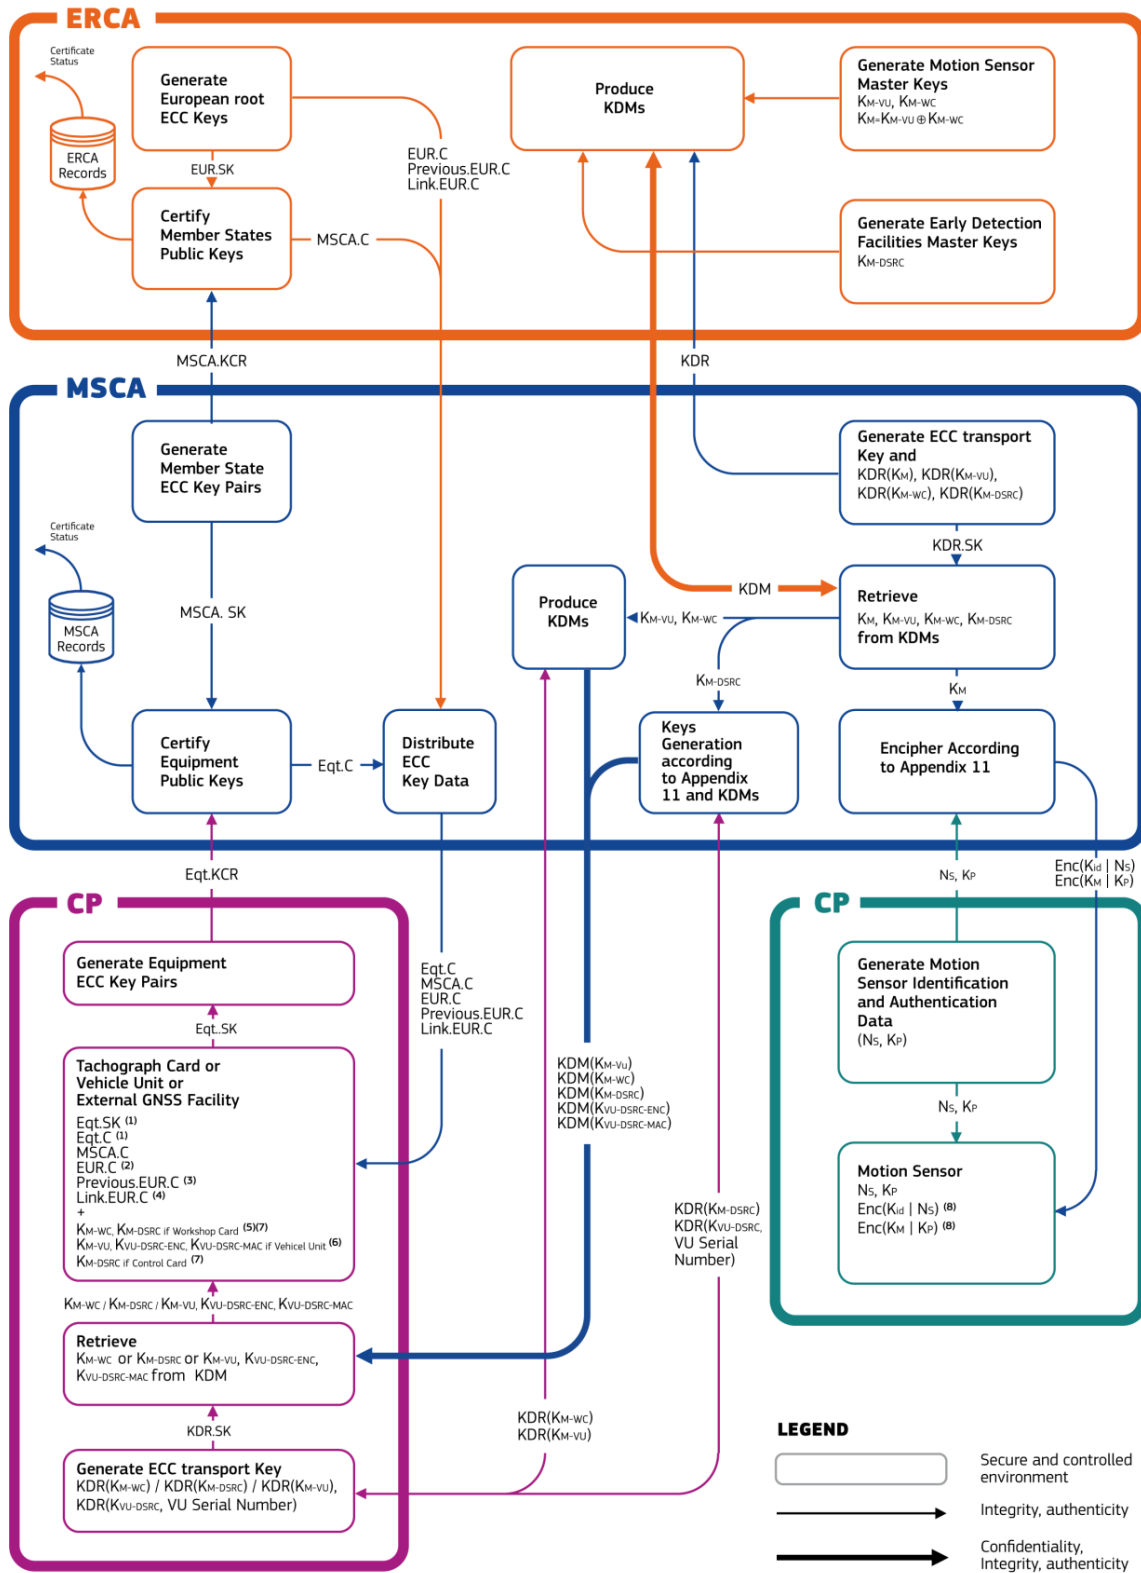 ERCA
Certificate
Status
Generate
European root
ECC Keys
Produce
KDMs
Generate Motion Sensor
Master Keys
KM-VU, KM-WC
KM=KM-VU ⊕ KM-WC
ERCA
Records
EUR.SK
EUR.C
Previous.EUR.C
Link.EUR.C
Certify
Member States
Public Keys
MSCA.C
Generate Early Detection
Facilities Master Keys
KM-DSRC
MSCA.KCR
KDR
MSCA
Generate
Member State
ECC Key Pairs
Generate ECC transport
Key and
KDR(KM), KDR(KM-VU),
KDR(KM-WC), KDR(KM-DSRC)
Certificate
Status
KDR.SK
MSCA. SK
MSCA
Records
Produce
KDMs
KDM
KM-VU, KM-WC
Retrieve
KM, KM-VU, KM-WC, KM-DSRC
from KDMs
KM-DSRC
KM
Certify
Equipment
Public Keys
Eqt.C
Distribute
ECC
Key Data
Keys
Generation
according
to Appendix
11 and KDMs
Encipher According
to Appendix 11
Eqt.KCR
NS, KP
Enc(Kid | NS)
Enc(KM | KP)
CP
Generate Equipment
ECC Key Pairs
Eqt..SK
Tachograph Card or
Vehicle Unit or
External GNSS Facility
Eqt.SK (1)
Eqt.C (1)
MSCA.C
EUR.C (2)
Previous.EUR.C (3)
Link.EUR.C (4)
+
KM-WC, KM-DSRC if Workshop Card (5)(7)
KM-VU, KVU-DSRC-ENC, KVU-DSRC-MAC if Vehicel Unit (6)
KM-DSRC if Control Card (7)
KM-WC / KM-DSRC / KM-VU, KVU-DSRC-ENC, KVU-DSRC-MAC
Retrieve
KM-WC or KM-DSRC or KM-VU, KVU-DSRC-ENC,
KVU-DSRC-MAC from KDM
KDR.SK
Generate ECC transport Key
KDR(KM-WC) / KDR(KM-DSRC) / KDR(KM-VU),
KDR(KVU-DSRC, VU Serial Number)
Eqt.C
MSCA.C
EUR.C
Previous.EUR.C
Link.EUR.C
KDM(KM-Vu)
KDM(KM-WC)
KDM(KM-DSRC)
KDM(KVU-DSRC-ENC)
KDM(KVU-DSRC-MAC)
KDR(KM-DSRC)
KDR(KVU-DSRC,
VU Serial
Number)
KDR(KM-WC)
KDR(KM-VU)
CP
Generate Motion
Sensor Identification
and Authentication
Data
(NS, KP)
NS, KP
Motion Sensor
NS, KP
Enc(Kid | NS) (8)
Enc(KM | KP) (8)
LEGEND
Secure and controlled
environment
Integrity, authenticity
Confidentiality,
Integrity, authenticity